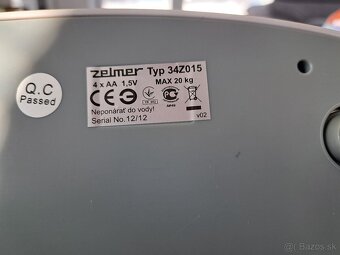 Q.C
Passed
zelmer Typ 34Z015
4 x AA 1,5V MAX 20 kg
CE
Neponárať do vody!
Serial No.12/12 v02
© Bazos.sk